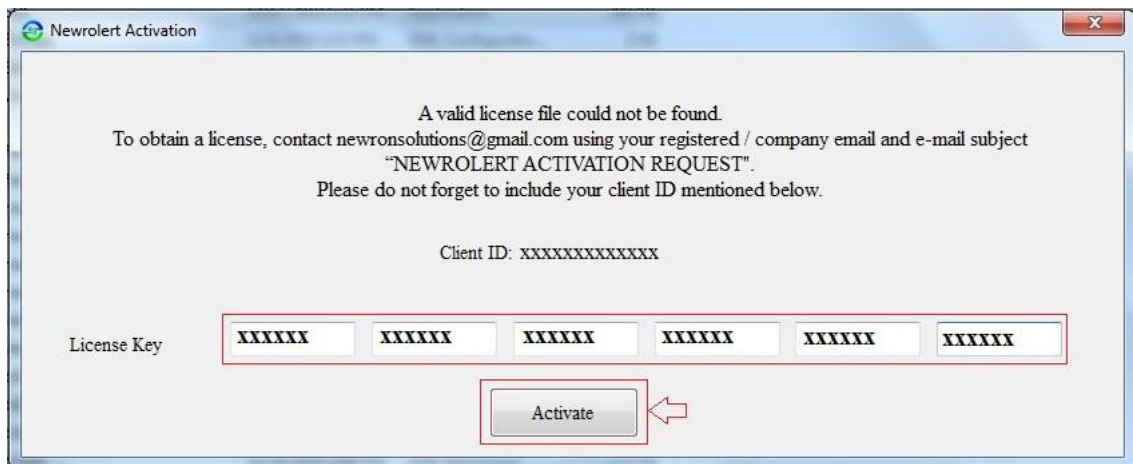 Newrolert Activation
A valid license file could not be found.
To obtain a license, contact newronsolutions@gmail.com using your registered / company email and e-mail subject
“NEWROLERT ACTIVATION REQUEST".
Please do not forget to include your client ID mentioned below.
Client ID: xxxxxxxxxxxxx
License Key xxxxxx xxxxxx xxxxxx xxxxxx xxxxxx xxxxxx
Activate